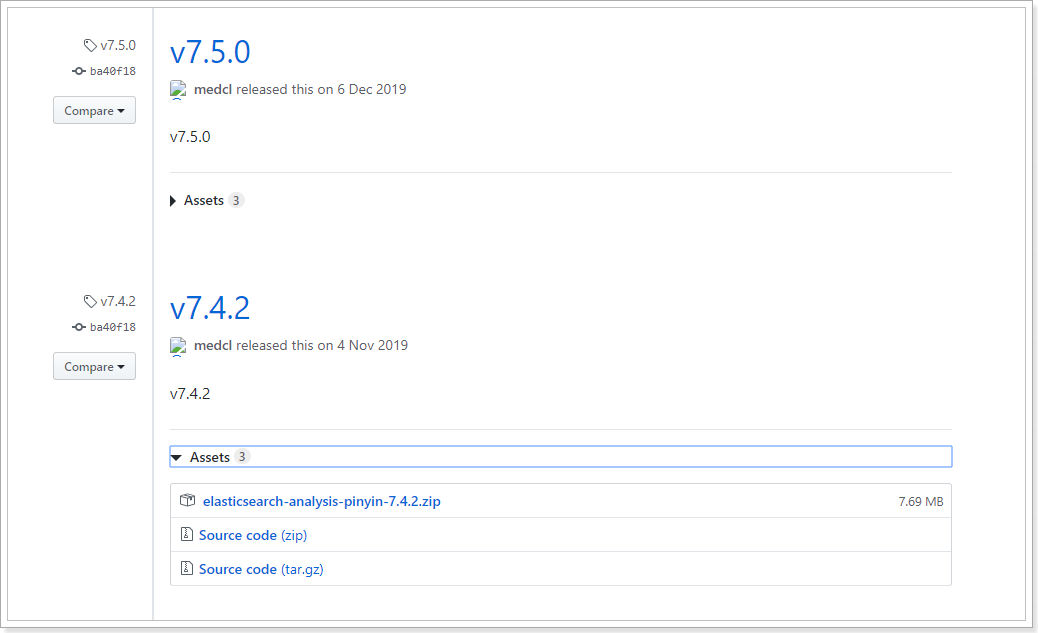 v7.5.0
ba40f18
Compare
v7.5.0
medcl released this on 6 Dec 2019
v7.5.0
Assets 3
v7.4.2
ba40f18
Compare
v7.4.2
medcl released this on 4 Nov 2019
v7.4.2
Assets 3
elasticsearch-analysis-pinyin-7.4.2.zip 7.69 MB
Source code (zip)
Source code (tar.gz)